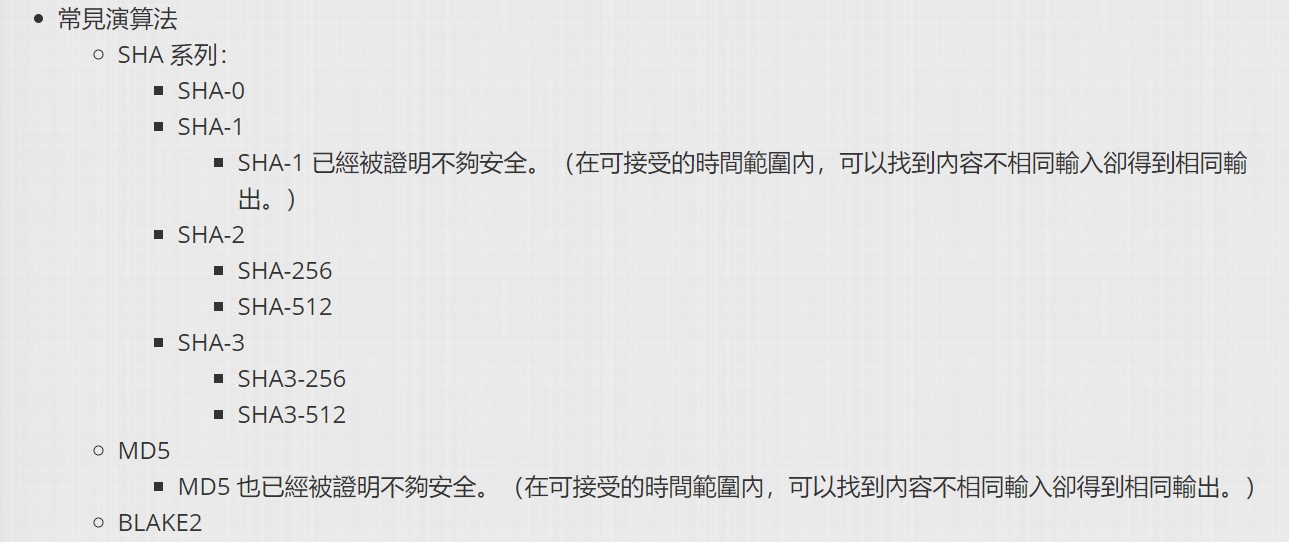 常見演算法
SHA 系列：
SHA-0
SHA-1
SHA-1 已經被證明不夠安全。（在可接受的時間範圍內，可以找到內容不相同輸入卻得到相同輸
出。）
SHA-2
SHA-256
SHA-512
SHA-3
SHA3-256
SHA3-512
MD5
MD5 也已經被證明不夠安全。（在可接受的時間範圍內，可以找到內容不相同輸入卻得到相同輸出。）
BLAKE2